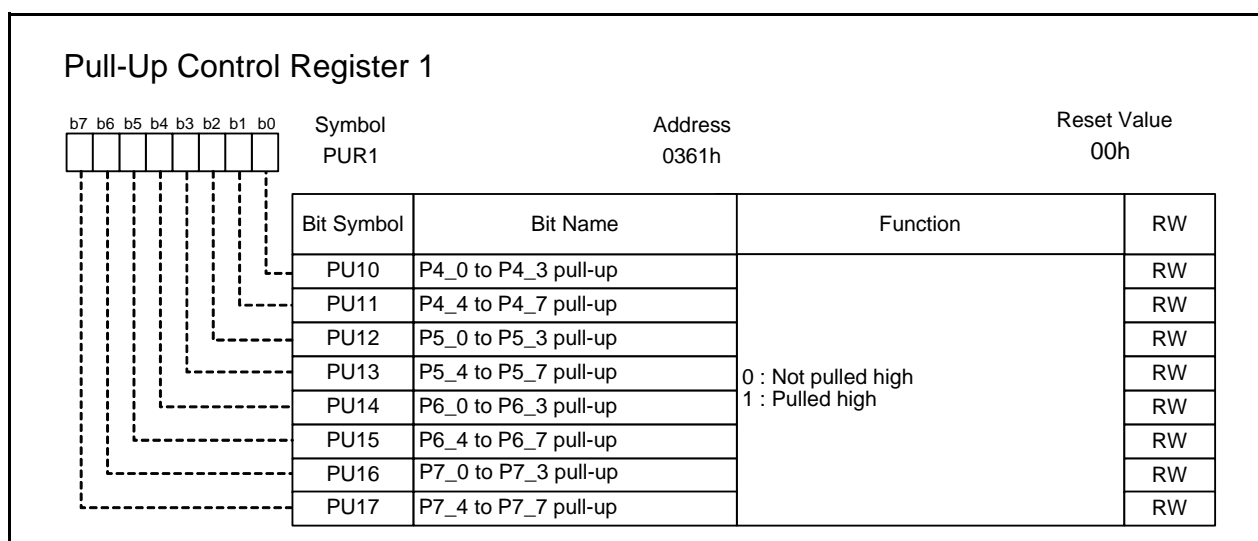 Pull-Up Control Register 1
b7 b6 b5 b4 b3 b2 b1 b0
Symbol Address Reset Value
PUR1 0361h 00h
Bit Symbol Bit Name Function RW
PU10 P4_0 to P4_3 pull-up RW
PU11 P4_4 to P4_7 pull-up RW
PU12 P5_0 to P5_3 pull-up RW
PU13 P5_4 to P5_7 pull-up 0 : Not pulled high RW
PU14 P6_0 to P6_3 pull-up 1 : Pulled high RW
PU15 P6_4 to P6_7 pull-up RW
PU16 P7_0 to P7_3 pull-up RW
PU17 P7_4 to P7_7 pull-up RW